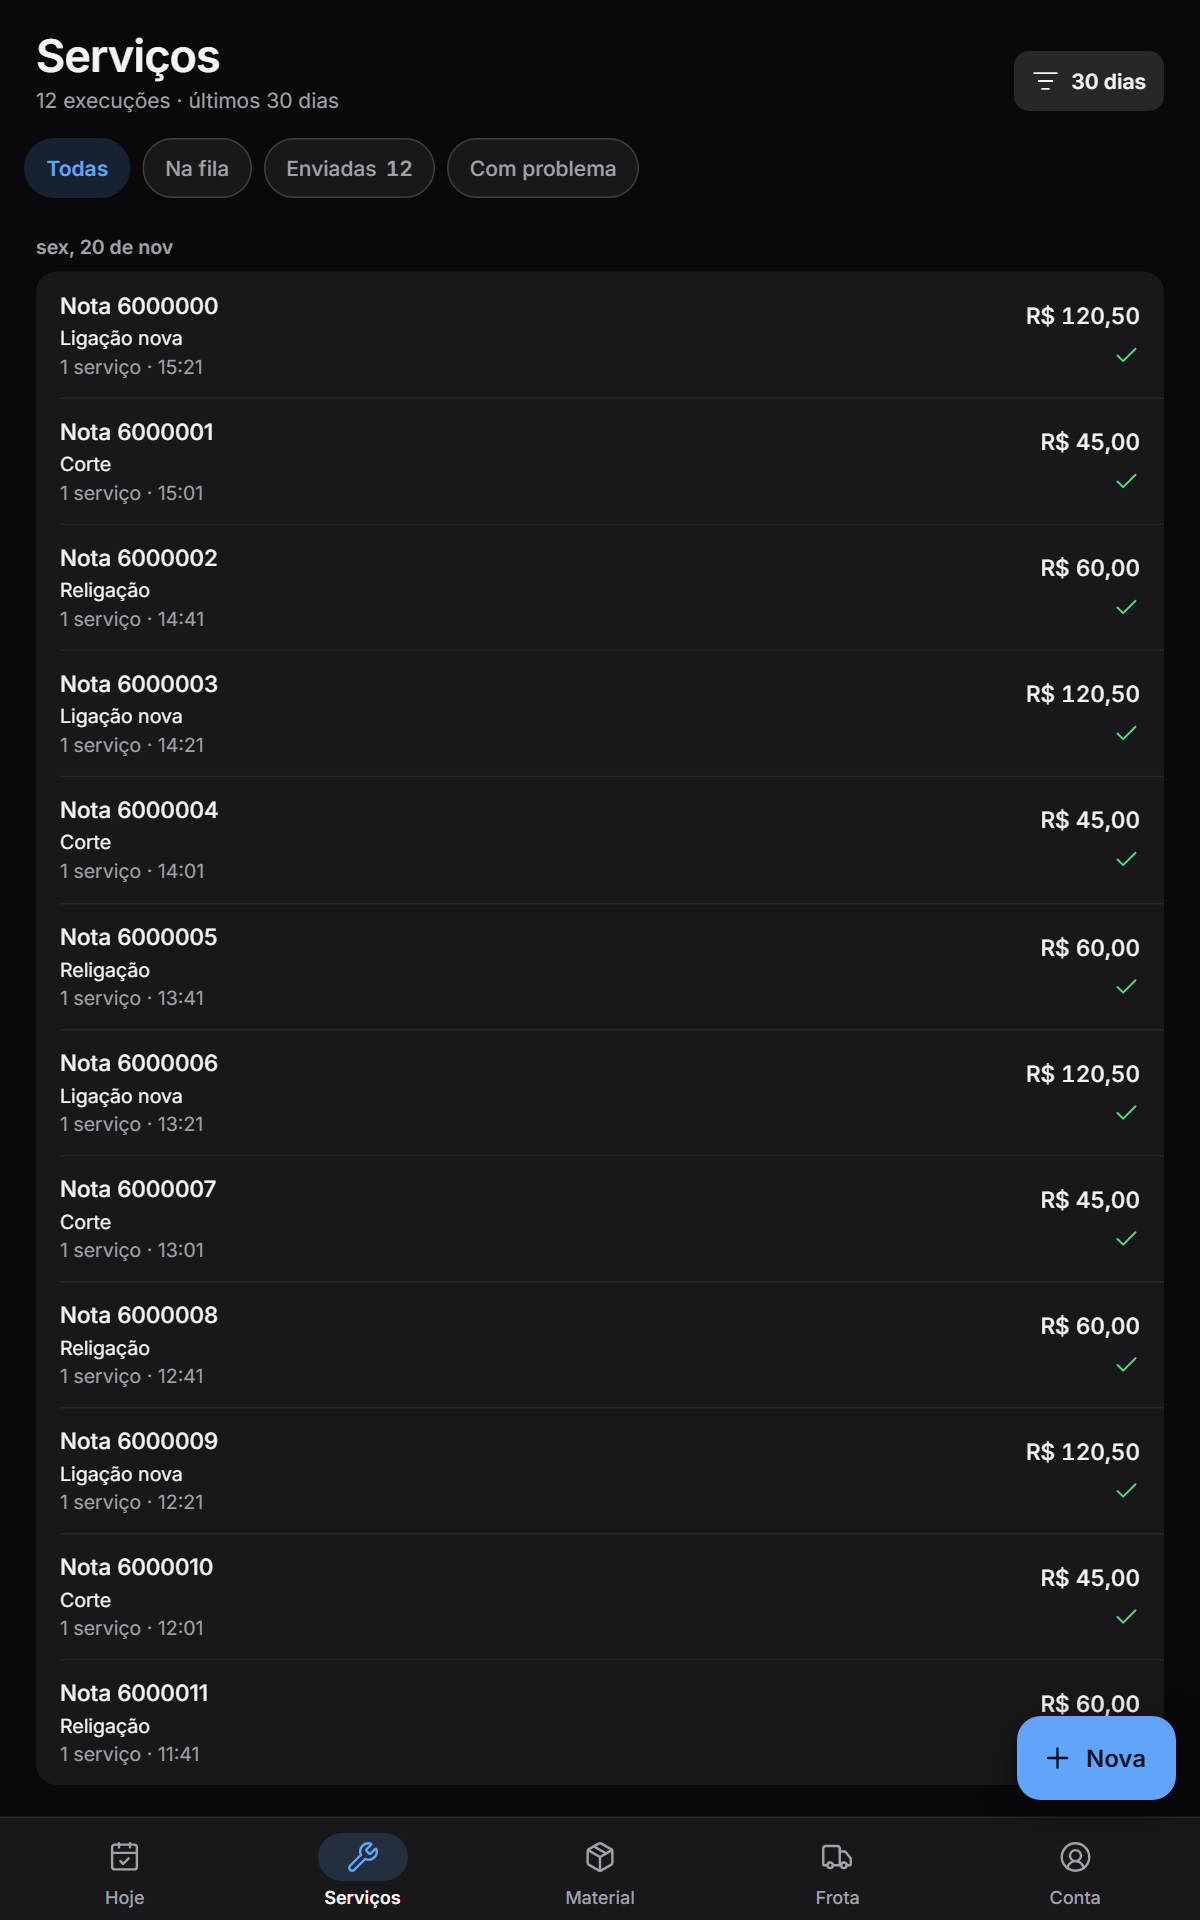 Serviços
12 execuções · últimos 30 dias
30 dias
Todas
Na fila
Enviadas 12
Com problema
sex, 20 de nov
Nota 6000000
Ligação nova
1 serviço · 15:21
R$ 120,50
Nota 6000001
Corte
1 serviço · 15:01
R$ 45,00
Nota 6000002
Religação
1 serviço · 14:41
R$ 60,00
Nota 6000003
Ligação nova
1 serviço · 14:21
R$ 120,50
Nota 6000004
Corte
1 serviço · 14:01
R$ 45,00
Nota 6000005
Religação
1 serviço · 13:41
R$ 60,00
Nota 6000006
Ligação nova
1 serviço · 13:21
R$ 120,50
Nota 6000007
Corte
1 serviço · 13:01
R$ 45,00
Nota 6000008
Religação
1 serviço · 12:41
R$ 60,00
Nota 6000009
Ligação nova
1 serviço · 12:21
R$ 120,50
Nota 6000010
Corte
1 serviço · 12:01
R$ 45,00
Nota 6000011
Religação
1 serviço · 11:41
R$ 60,00
Nova
Hoje
Serviços
Material
Frota
Conta